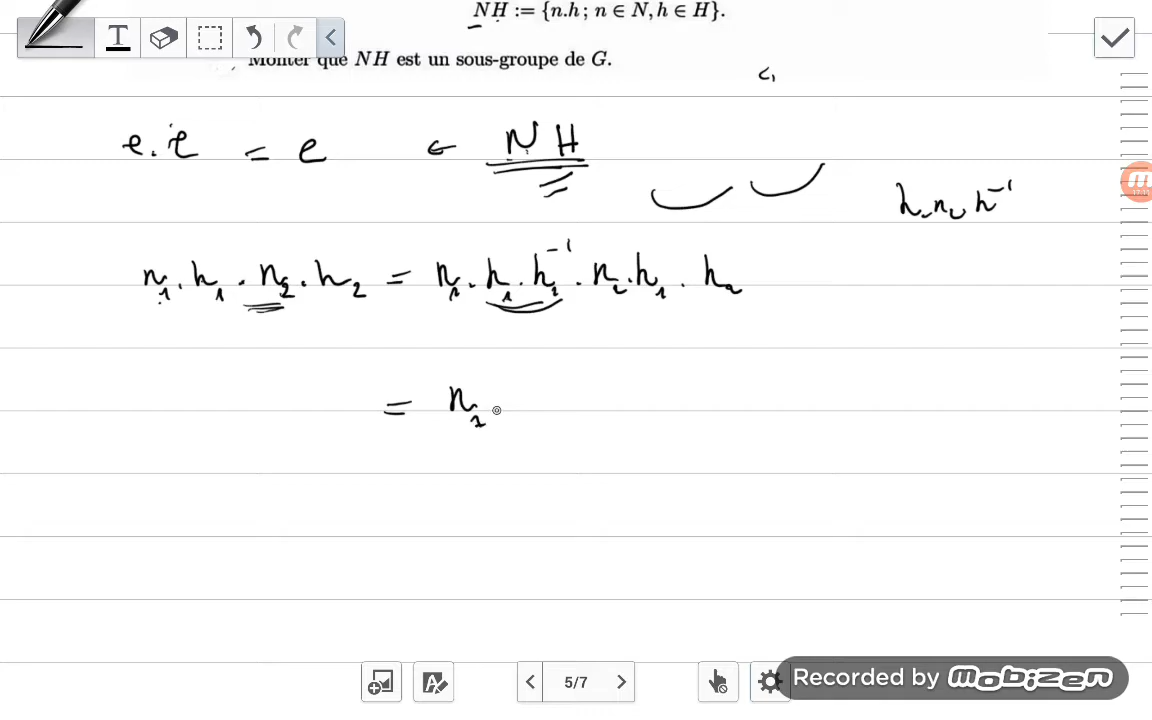 NH := {n.h ; n ∈ N, h ∈ H}.
Monter que NH est un sous-groupe de G.
e.e = e ∈ NH
h₁n₂h⁻¹
n₁.h₁.n₂.h₂ = n₁.h₁.h₁⁻¹.n₂.h₁.h₂
= n₁
5/7
Recorded by mobizen